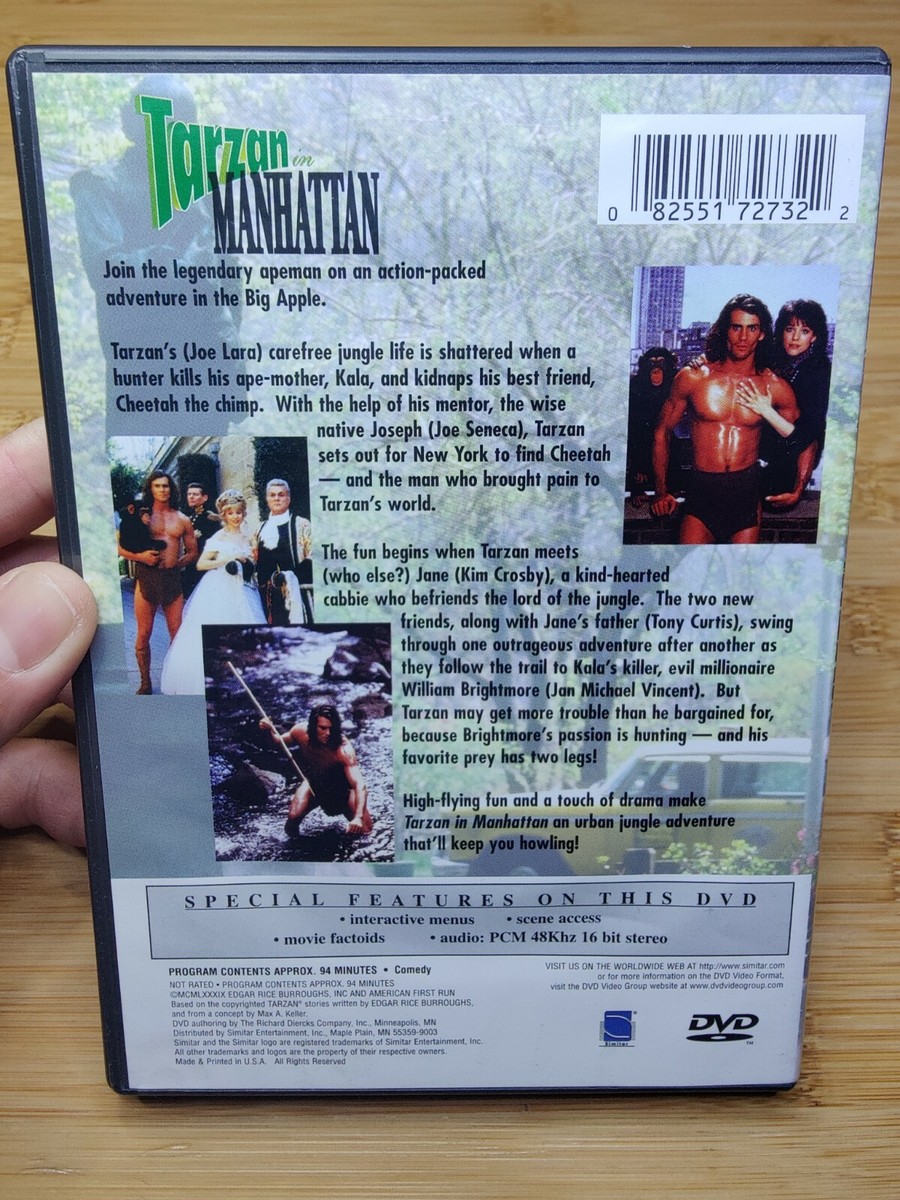 Tarzan in
MANHATTAN
0 82551 72732 2
Join the legendary apeman on an action-packed
adventure in the Big Apple.
Tarzan's (Joe Lara) carefree jungle life is shattered when a
hunter kills his ape-mother, Kala, and kidnaps his best friend,
Cheetah the chimp. With the help of his mentor, the wise
native Joseph (Joe Seneca), Tarzan
sets out for New York to find Cheetah
— and the man who brought pain to
Tarzan's world.
The fun begins when Tarzan meets
(who else?) Jane (Kim Crosby), a kind-hearted
cabbie who befriends the lord of the jungle. The two new
friends, along with Jane's father (Tony Curtis), swing
through one outrageous adventure after another as
they follow the trail to Kala's killer, evil millionaire
William Brightmore (Jan Michael Vincent). But
Tarzan may get more trouble than he bargained for,
because Brightmore's passion is hunting — and his
favorite prey has two legs!
High-flying fun and a touch of drama make
Tarzan in Manhattan an urban jungle adventure
that'll keep you howling!
SPECIAL FEATURES ON THIS DVD
• interactive menus • scene access
• movie factoids • audio: PCM 48Khz 16 bit stereo
PROGRAM CONTENTS APPROX. 94 MINUTES • Comedy
NOT RATED • PROGRAM CONTENTS APPROX. 94 MINUTES
©MCMLXXXIX EDGAR RICE BURROUGHS, INC AND AMERICAN FIRST RUN
Based on the copyrighted TARZAN® stories written by EDGAR RICE BURROUGHS,
and from a concept by Max A. Keller.
DVD authoring by The Richard Diercks Company, Inc., Minneapolis, MN
Distributed by Simitar Entertainment, Inc., Maple Plain, MN 55359-9003
Simitar and the Simitar logo are registered trademarks of Simitar Entertainment, Inc.
All other trademarks and logos are the property of their respective owners.
Made & Printed in U.S.A. All Rights Reserved
VISIT US ON THE WORLDWIDE WEB AT http://www.simitar.com
or for more information on the DVD Video Format,
visit the DVD Video Group website at www.dvdvideogroup.com
Simitar
DVD
TM